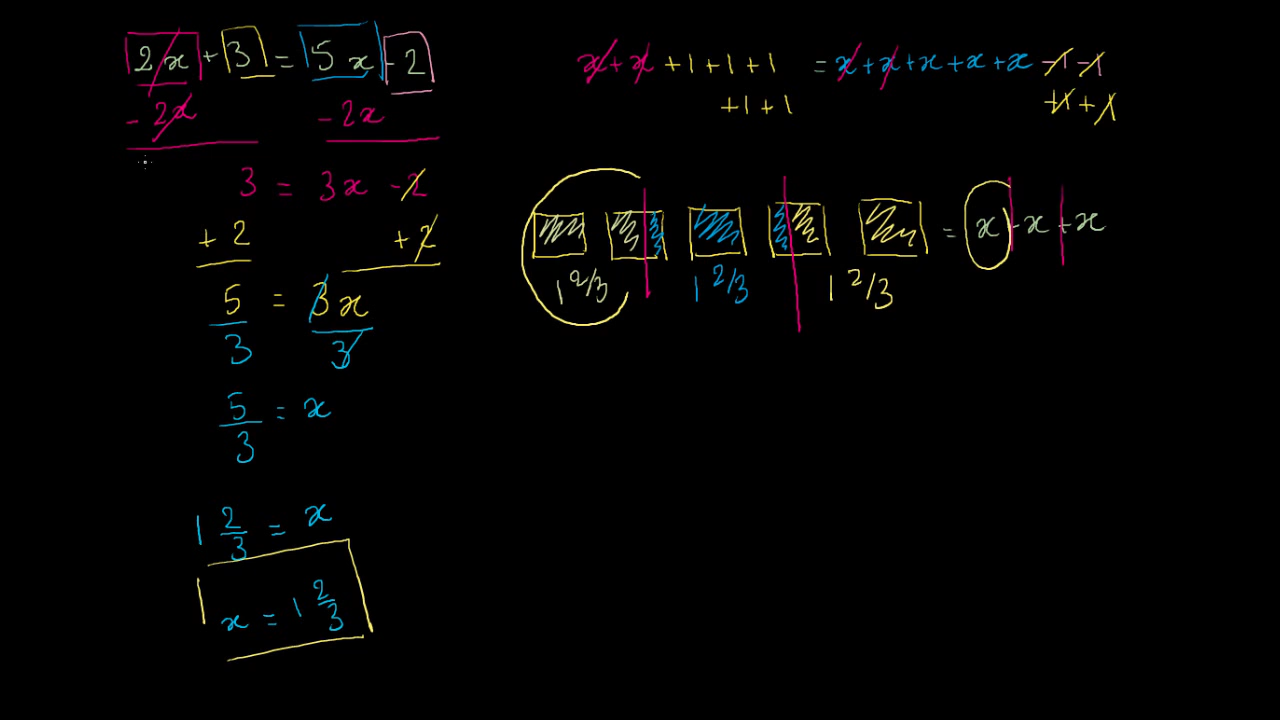 2x + 3 = 5x - 2
- 2x - 2x
3 = 3x - 2
+ 2 + 2
5 = 3x
3 3
5/3 = x
1 2/3 = x
x = 1 2/3
x + x + 1 + 1 + 1 = x + x + x + x + x - 1 - 1
+ 1 + 1 + 1 + 1
= x + x + x
1 2/3 1 2/3 1 2/3